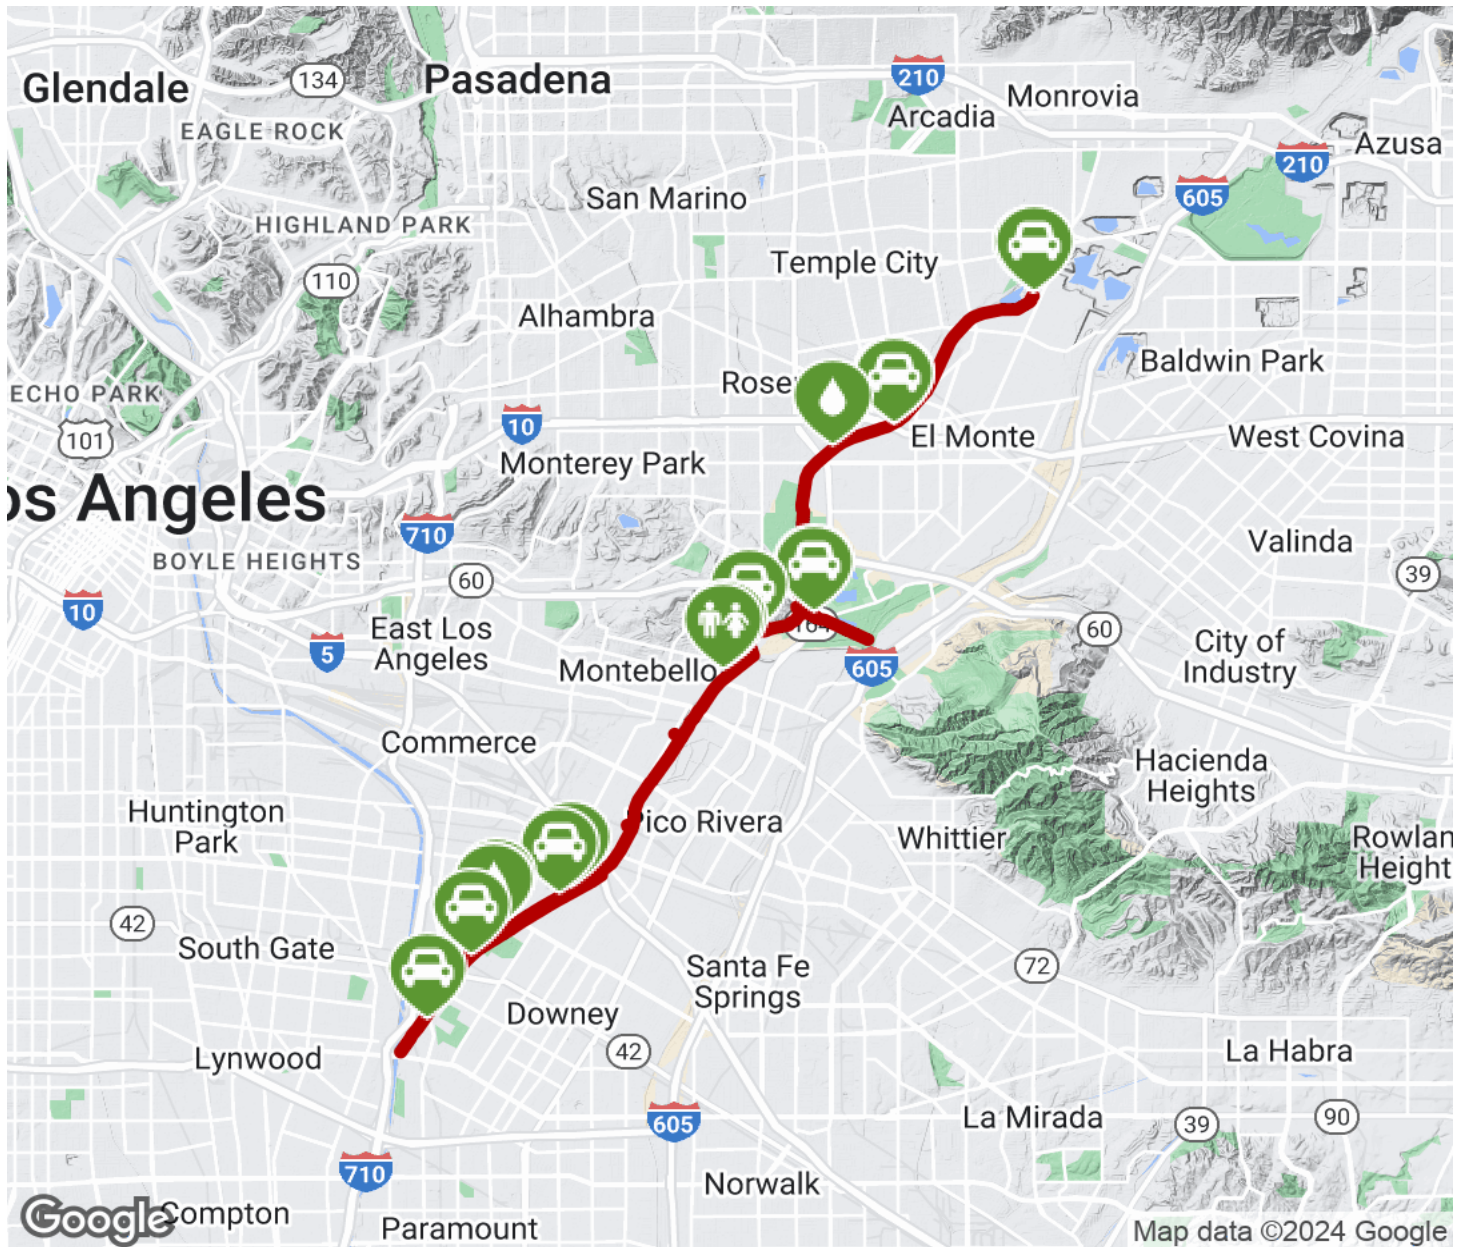 Glendale
134
Pasadena
210
Monrovia
Arcadia
Azusa
EAGLE ROCK
210
605
San Marino
HIGHLAND PARK
Temple City
110
Alhambra
Baldwin Park
Rose
ECHO PARK
101
10
El Monte
West Covina
Monterey Park
os Angeles
710
Valinda
BOYLE HEIGHTS
60
39
10
5
East Los
Angeles
164
60
City of
Industry
Montebello
605
Commerce
Hacienda
Heights
Huntington
Park
Pico Rivera
Whittier
Rowlan
Height
42
South Gate
Santa Fe
Springs
72
Downey
42
Lynwood
La Habra
605
La Mirada
39
90
710
Norwalk
Google
Compton
Paramount
Map data ©2024 Google